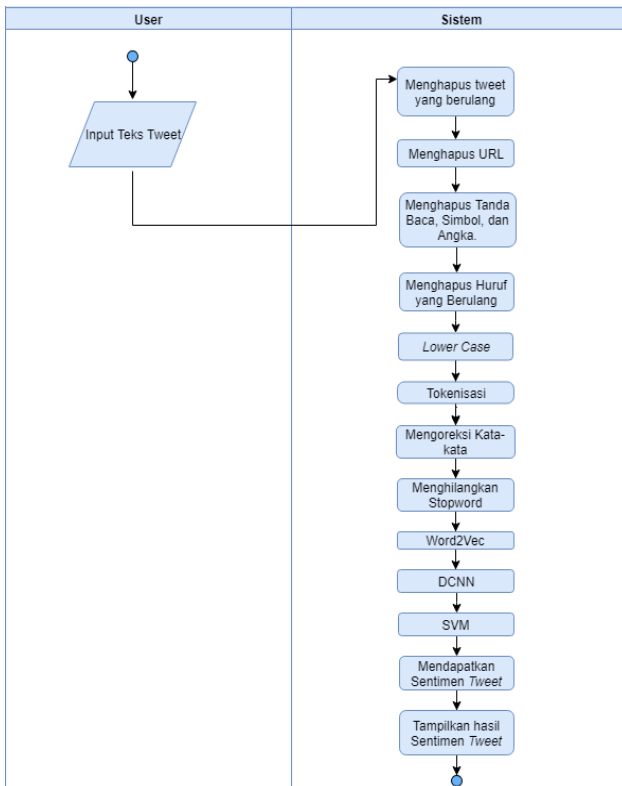 User
Sistem
Input Teks Tweet
Menghapus tweet
yang berulang
Menghapus URL
Menghapus Tanda
Baca, Simbol, dan
Angka.
Menghapus Huruf
yang Berulang
Lower Case
Tokenisasi
Mengoreksi Kata-
kata
Menghilangkan
Stopword
Word2Vec
DCNN
SVM
Mendapatkan
Sentimen Tweet
Tampilkan hasil
Sentimen Tweet